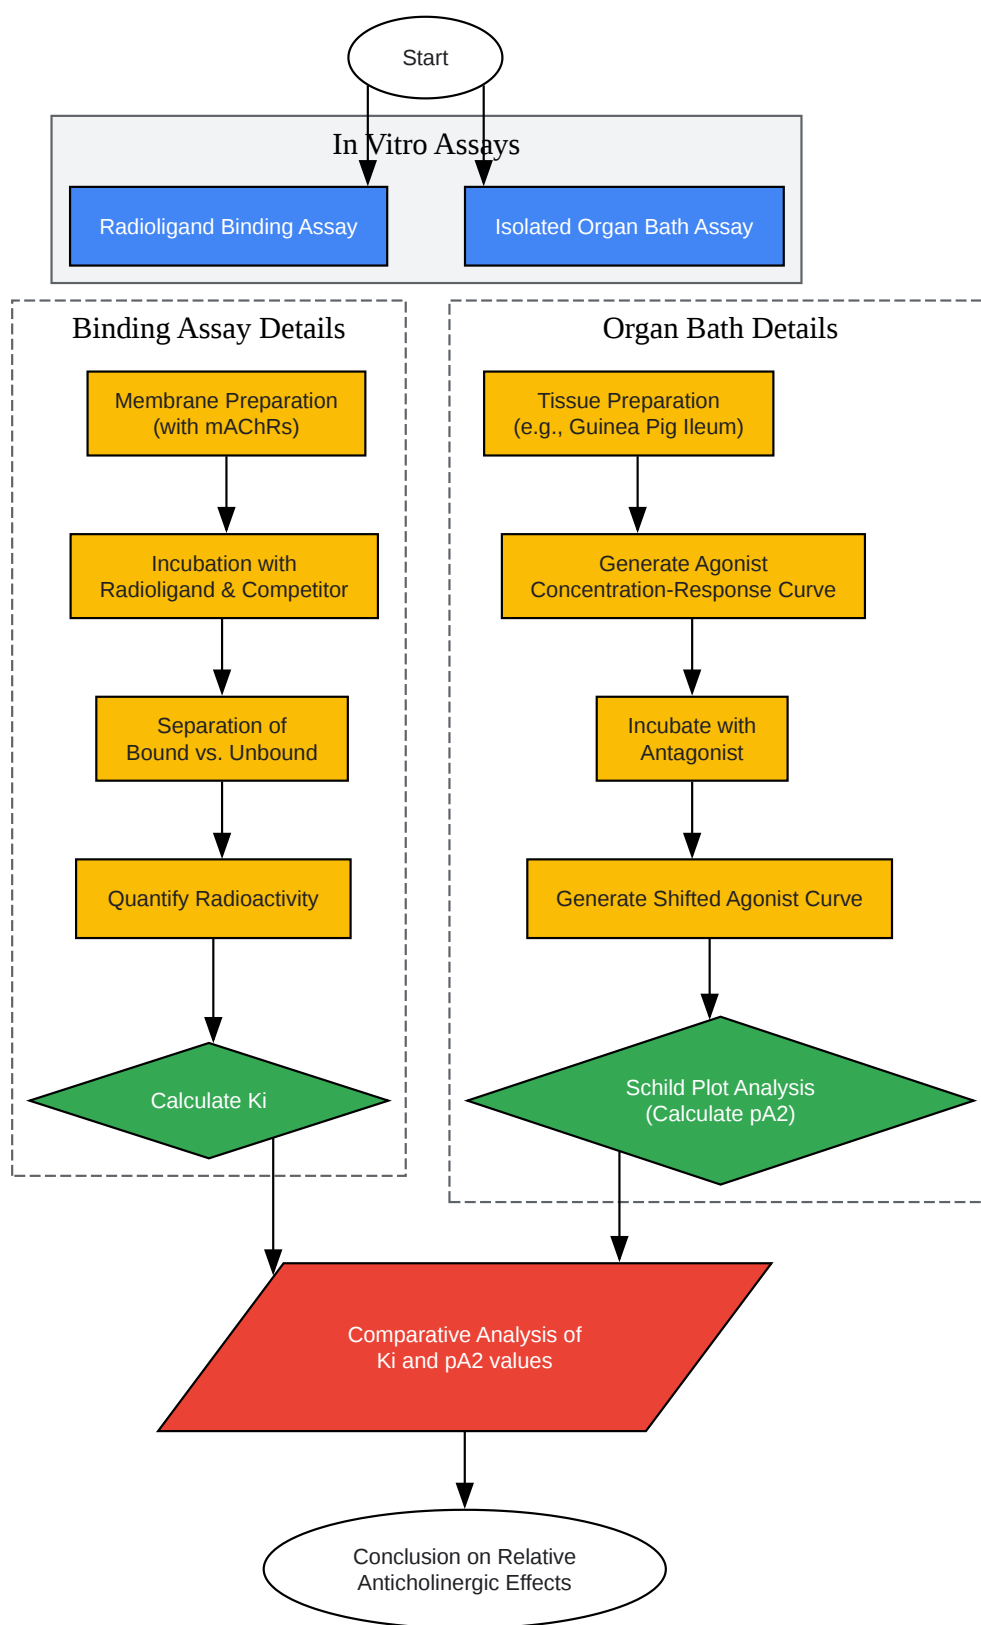 Start
In Vitro Assays
Radioligand Binding Assay
Isolated Organ Bath Assay
Binding Assay Details
Membrane Preparation
(with mAChRs)
Incubation with
Radioligand & Competitor
Separation of
Bound vs. Unbound
Quantify Radioactivity
Calculate Ki
Organ Bath Details
Tissue Preparation
(e.g., Guinea Pig Ileum)
Generate Agonist
Concentration-Response Curve
Incubate with
Antagonist
Generate Shifted Agonist Curve
Schild Plot Analysis
(Calculate pA2)
Comparative Analysis of
Ki and pA2 values
Conclusion on Relative
Anticholinergic Effects